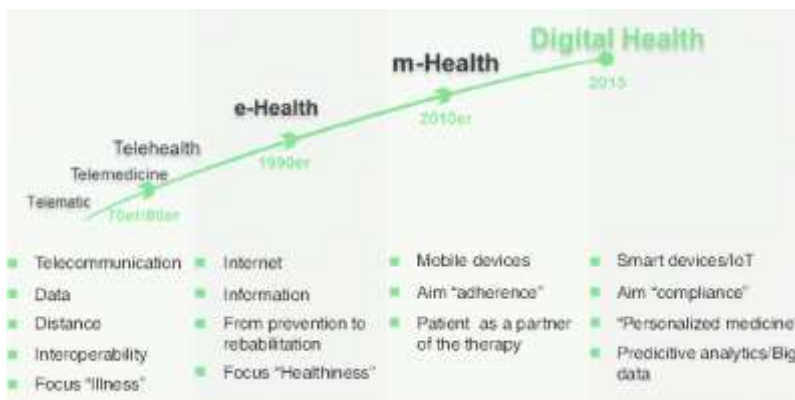 Digital Health
2015
m-Health
2010er
e-Health
1990er
Telehealth
Telemedicine
Telematic
70er/80er
Telecommunication
Data
Distance
Interoperability
Focus "Illness"
Internet
Information
From prevention to
rebabilitation
Focus "Healthiness"
Mobile devices
Aim "adherence"
Patient as a partner
of the therapy
Smart devices/IoT
Aim "compliance"
"Personalized medicine"
Predicitive analytics/Big
data